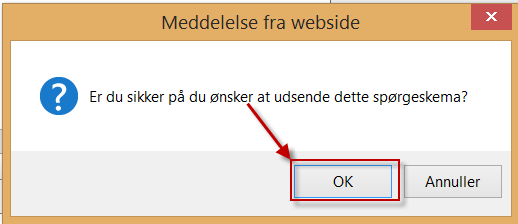 Meddelelse fra webside
Er du sikker på du ønsker at udsende dette spørgeskema?
OK
Annuller